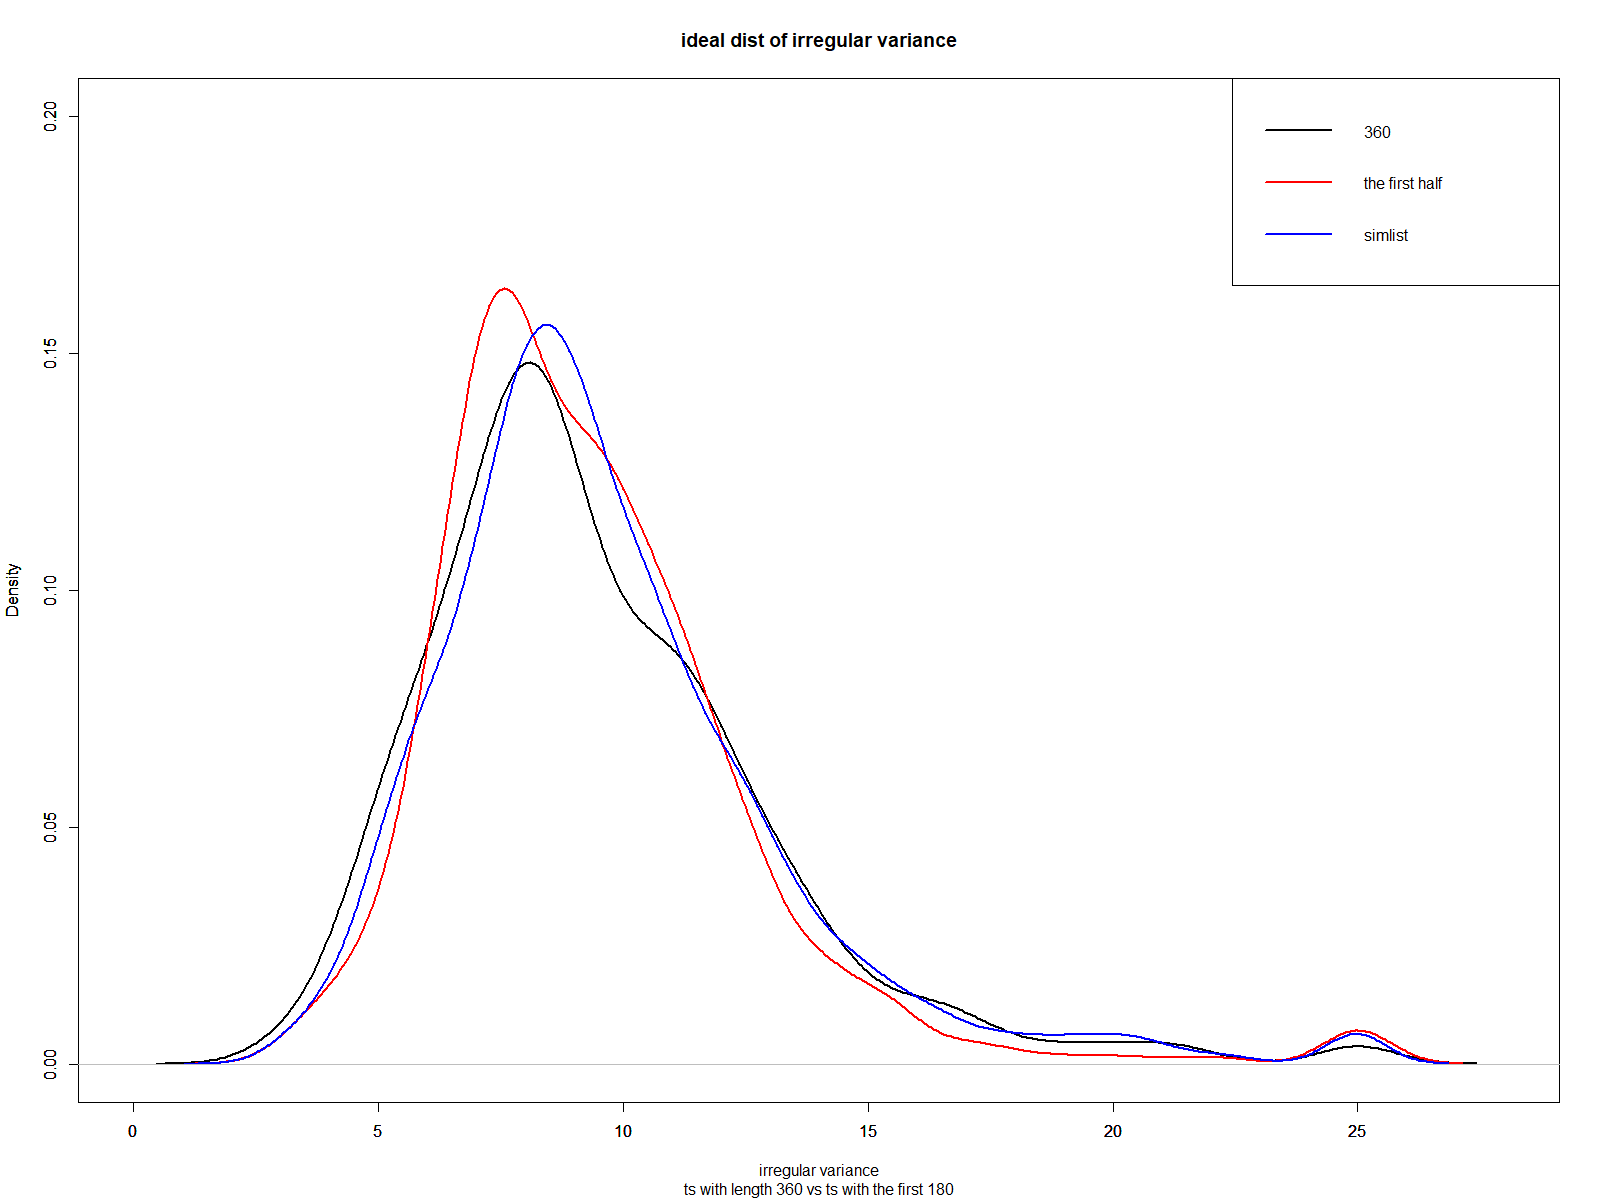 ideal dist of irregular variance
360
the first half
simlist
Density
0.20
0.15
0.10
0.05
0.00
0
5
10
15
20
25
irregular variance
ts with length 360 vs ts with the first 180